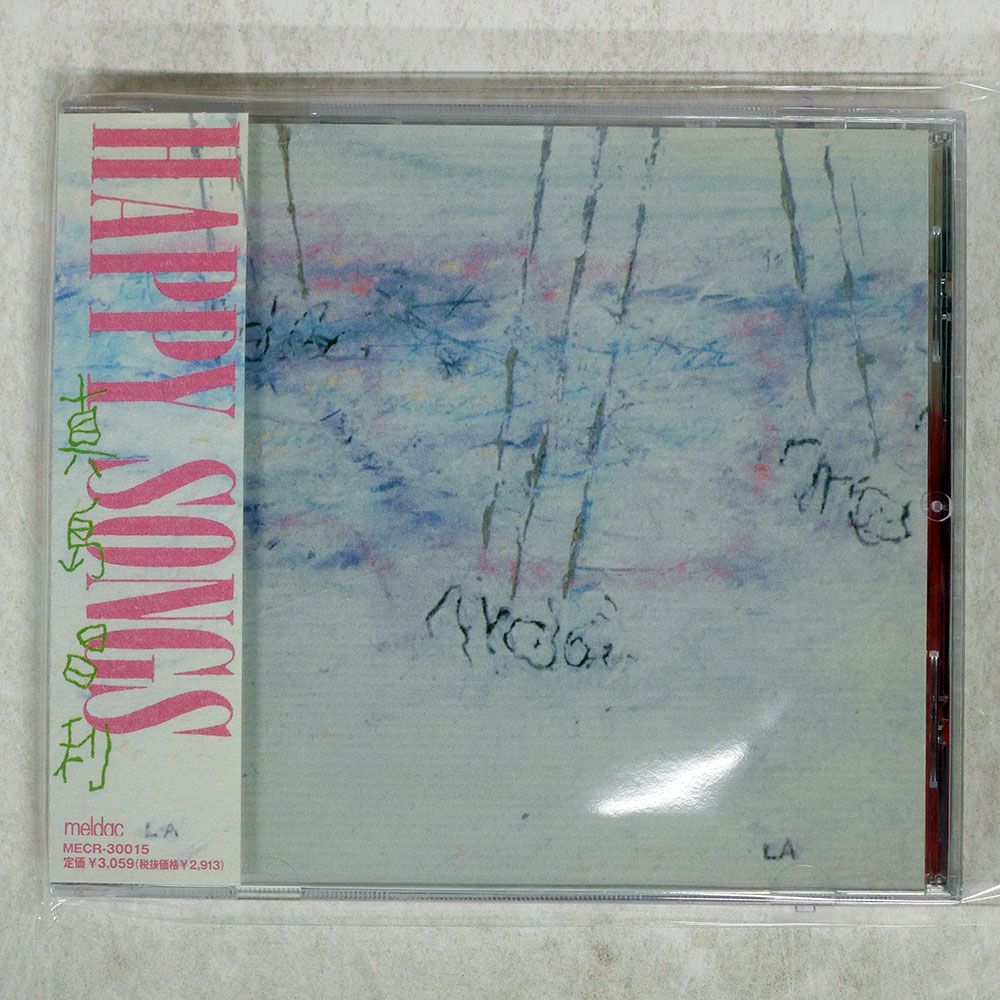 HAPPY SONGS
真島昌利
meldac LA
MECR-30015
定価¥3,059(税抜価格¥2,913)
LA